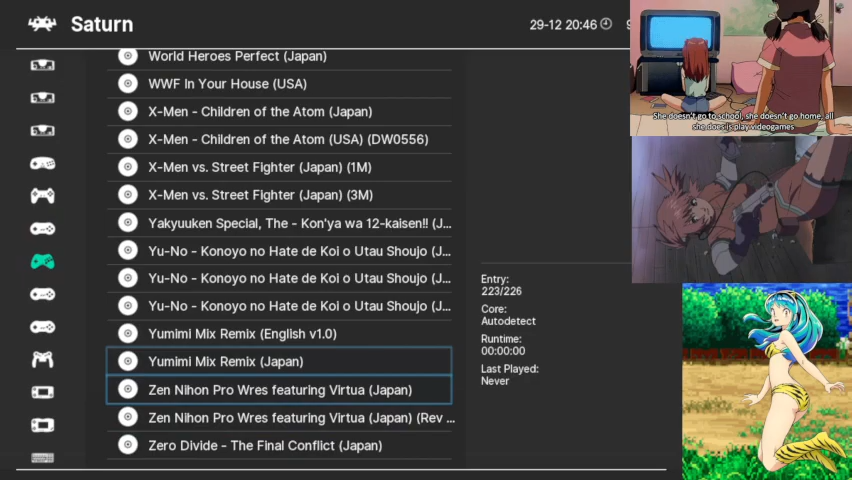 Saturn
29-12 20:46
World Heroes Perfect (Japan)
WWF In Your House (USA)
X-Men - Children of the Atom (Japan)
X-Men - Children of the Atom (USA) (DW0556)
X-Men vs. Street Fighter (Japan) (1M)
X-Men vs. Street Fighter (Japan) (3M)
Yakyuuken Special, The - Kon'ya wa 12-kaisen!! (J...
Yu-No - Konoyo no Hate de Koi o Utau Shoujo (J...
Yu-No - Konoyo no Hate de Koi o Utau Shoujo (J...
Yu-No - Konoyo no Hate de Koi o Utau Shoujo (J...
Yumimi Mix Remix (English v1.0)
Yumimi Mix Remix (Japan)
Zen Nihon Pro Wres featuring Virtua (Japan)
Zen Nihon Pro Wres featuring Virtua (Japan) (Rev ...
Zero Divide - The Final Conflict (Japan)
Entry:
223/226
Core:
Autodetect
Runtime:
00:00:00
Last Played:
Never
She doesn't go to school, she doesn't go home, all
she does is play videogames